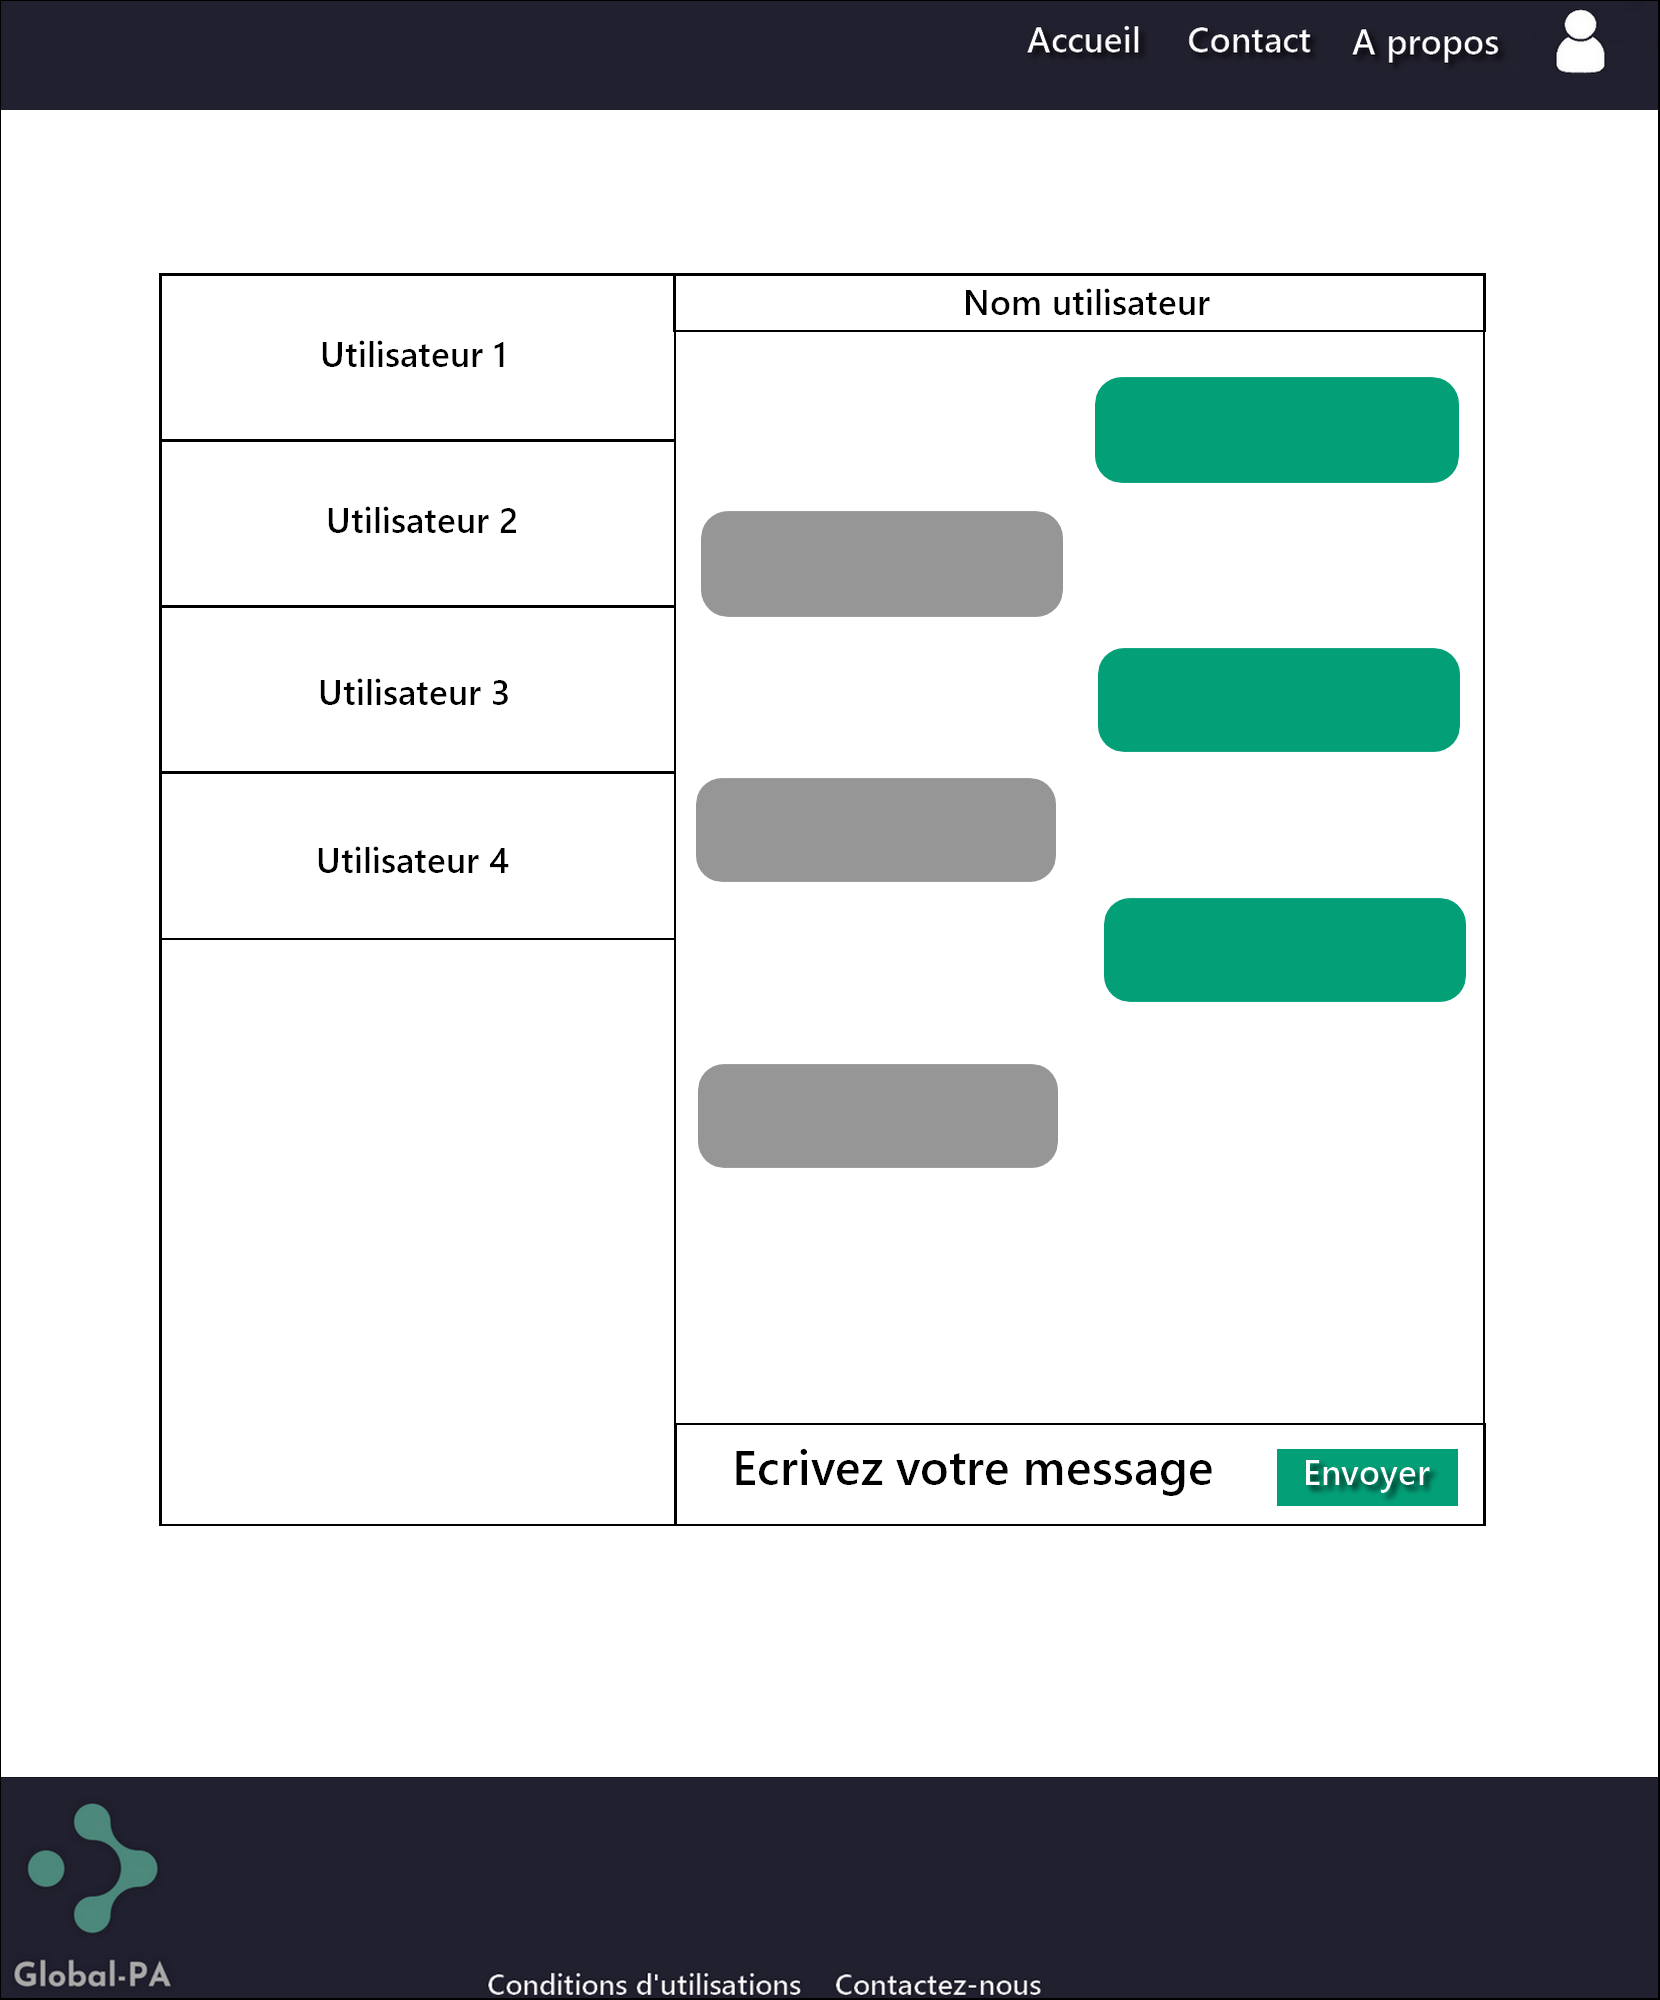 Accueil Contact A propos
Nom utilisateur
Utilisateur 1
Utilisateur 2
Utilisateur 3
Utilisateur 4
Ecrivez votre message Envoyer
Global-PA
Conditions d'utilisations Contactez-nous